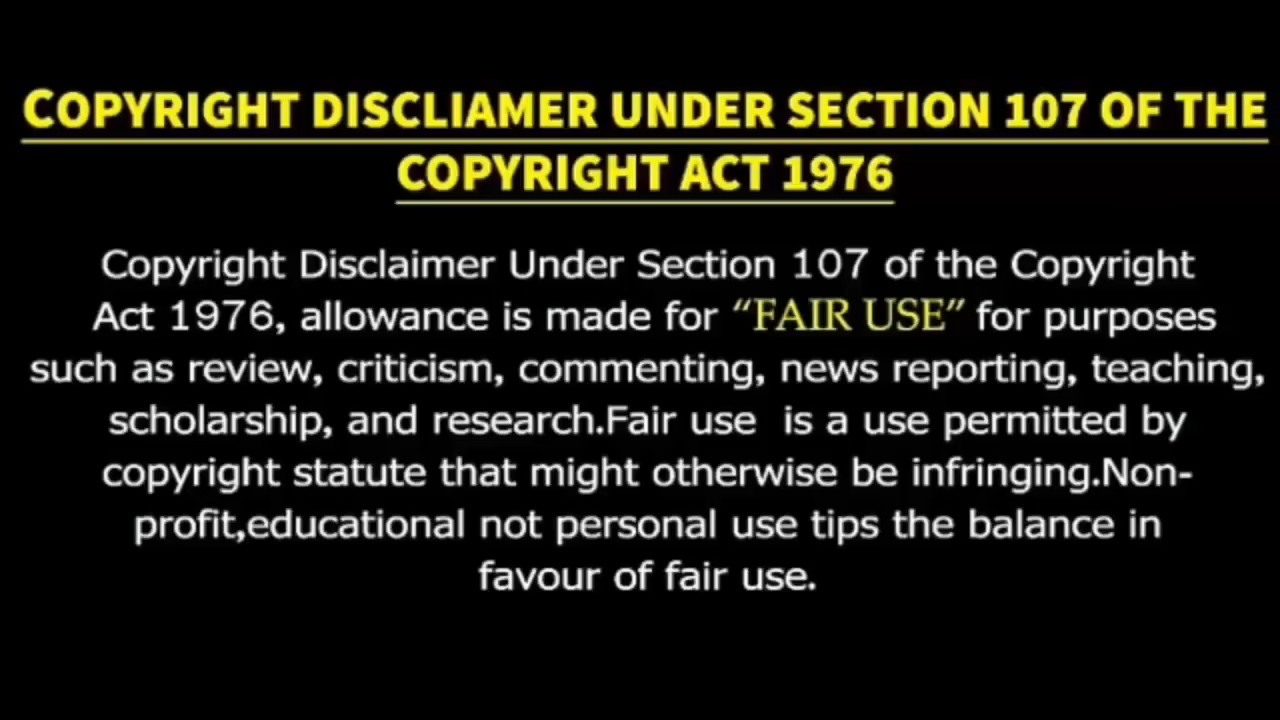 COPYRIGHT DISCLIAMER UNDER SECTION 107 OF THE
COPYRIGHT ACT 1976
Copyright Disclaimer Under Section 107 of the Copyright
Act 1976, allowance is made for “FAIR USE” for purposes
such as review, criticism, commenting, news reporting, teaching,
scholarship, and research.Fair use  is a use permitted by
copyright statute that might otherwise be infringing.Non-
profit,educational not personal use tips the balance in
favour of fair use.